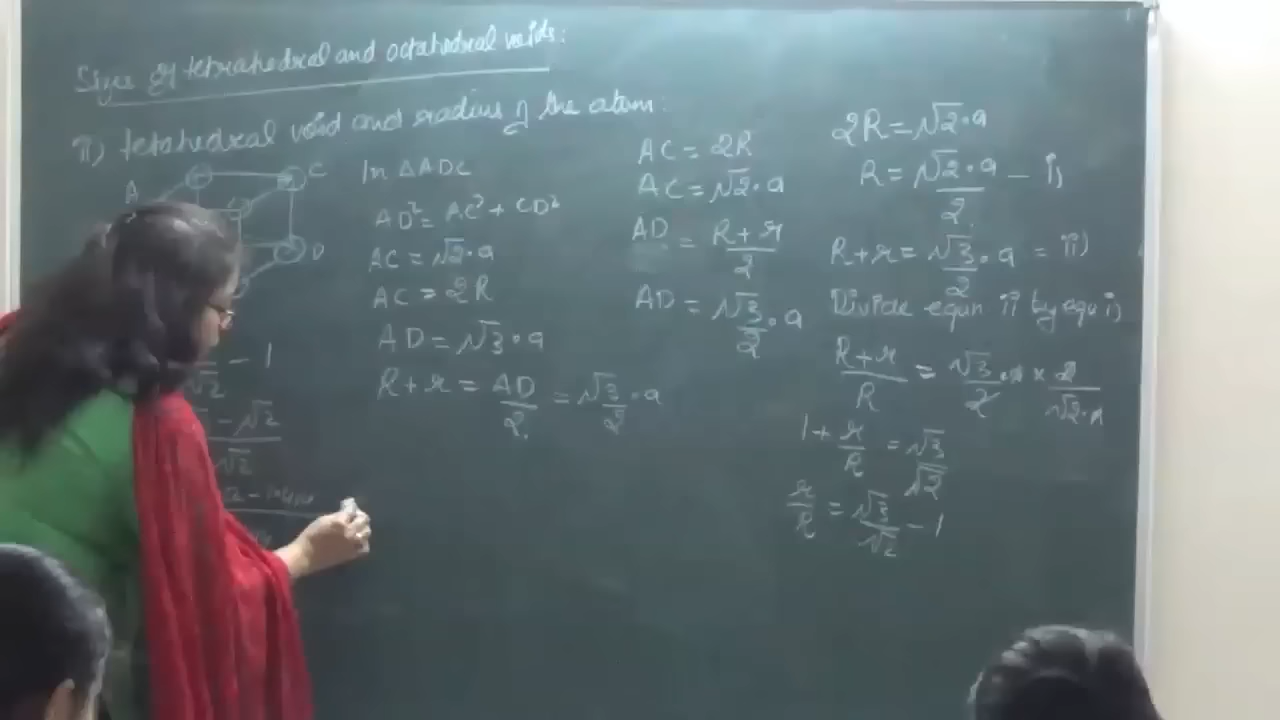 Size of tetrahedral and octahedral voids:
ii) tetahedral void and radius of the atom:
A
C
D
In △ADC
AD² = AC² + CD²
AC = √2·a
AC = 2R
AD = √3·a
R + r = AD/2 = √3/2 · a
AC = 2R
AC = √2·a
AD = R + r/2
AD = √3/2 · a
2R = √2·a
R = √2·a/2 – i)
R + r = √3/2 · a = ii)
Divide equn ii by equ i)
R + r/R = √3/2 · a × 2/√2·a
1 + r/R = √3/√2
r/R = √3/√2 – 1
√2 – 1
– √2
√2